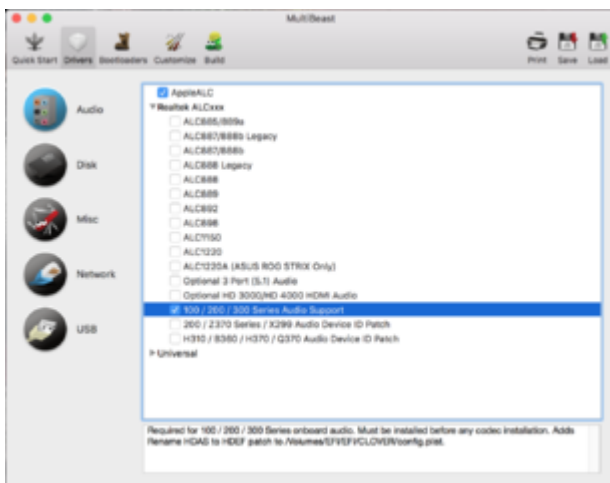 MultiBeast
Quick Start Drivers Bootloaders Customize Build Print Save Load
Audio
Disk
Misc
Network
USB
AppleALC
Realtek ALCxxx
ALC885/889a
ALC887/888b Legacy
ALC887/888b
ALC888 Legacy
ALC888
ALC889
ALC892
ALC898
ALC1150
ALC1220
ALC1220A (ASUS ROG STRIX Only)
Optional 3 Port (5.1) Audio
Optional HD 3000/HD 4000 HDMI Audio
100 / 200 / 300 Series Audio Support
200 / Z370 Series / X299 Audio Device ID Patch
H310 / B360 / H370 / Q370 Audio Device ID Patch
Universal
Required for 100 / 200 / 300 Series onboard audio. Must be installed before any codec installation. Adds
Rename HDAS to HDEF patch to /Volumes/EFI/EFI/CLOVER/config.plist.